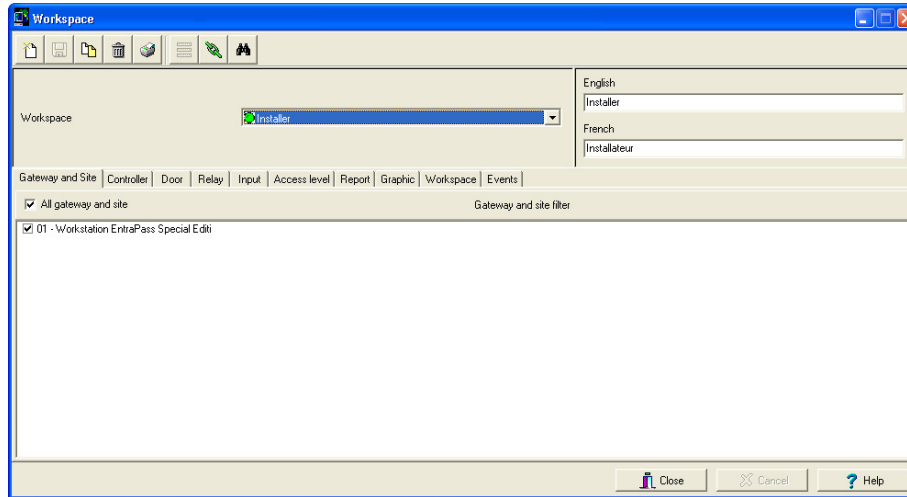 Workspace
English
Installer
Workspace
Installer
French
Installateur
Gateway and Site Controller Door Relay Input Access level Report Graphic Workspace Events
All gateway and site Gateway and site filter
01 - Workstation EntraPass Special Editi
Close Cancel Help